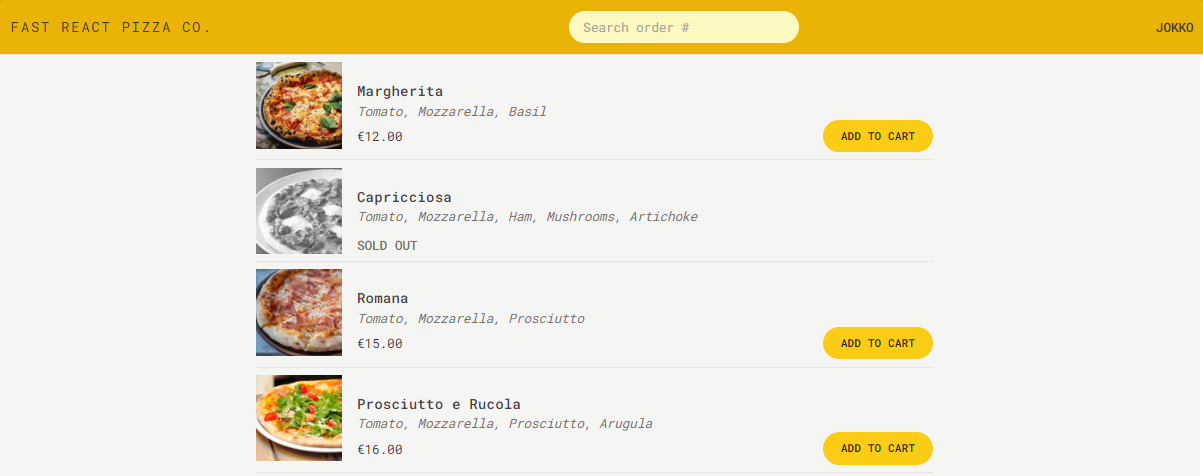 FAST REACT PIZZA CO.
Search order #
JOKKO
Margherita
Tomato, Mozzarella, Basil
€12.00
ADD TO CART
Capricciosa
Tomato, Mozzarella, Ham, Mushrooms, Artichoke
SOLD OUT
Romana
Tomato, Mozzarella, Prosciutto
€15.00
ADD TO CART
Prosciutto e Rucola
Tomato, Mozzarella, Prosciutto, Arugula
€16.00
ADD TO CART